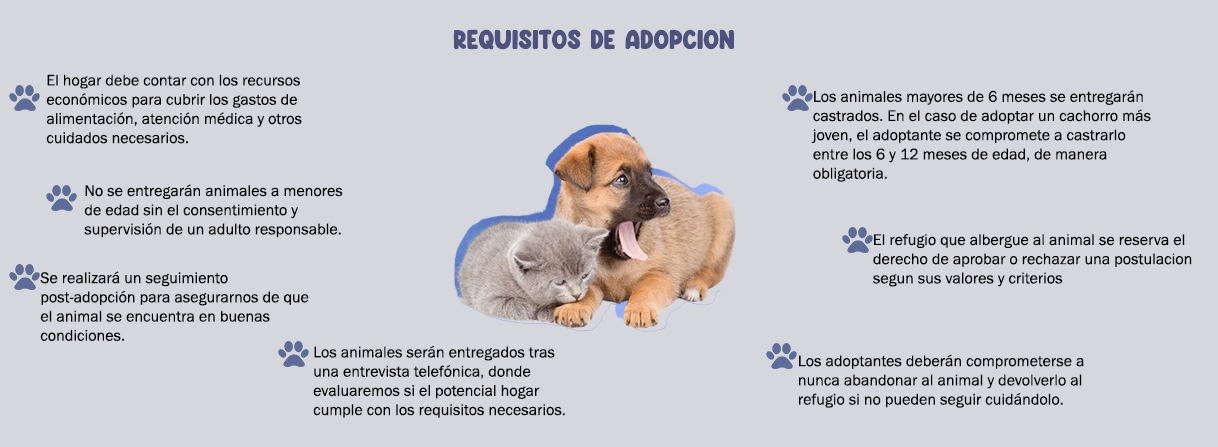 REQUISITOS DE ADOPCION
El hogar debe contar con los recursos
económicos para cubrir los gastos de
alimentación, atención médica y otros
cuidados necesarios.
No se entregarán animales a menores
de edad sin el consentimiento y
supervisión de un adulto responsable.
Se realizará un seguimiento
post-adopción para asegurarnos de que
el animal se encuentra en buenas
condiciones.
Los animales serán entregados tras
una entrevista telefónica, donde
evaluaremos si el potencial hogar
cumple con los requisitos necesarios.
Los animales mayores de 6 meses se entregarán
castrados. En el caso de adoptar un cachorro más
joven, el adoptante se compromete a castrarlo
entre los 6 y 12 meses de edad, de manera
obligatoria.
El refugio que albergue al animal se reserva el
derecho de aprobar o rechazar una postulacion
segun sus valores y criterios
Los adoptantes deberán comprometerse a
nunca abandonar al animal y devolverlo al
refugio si no pueden seguir cuidándolo.